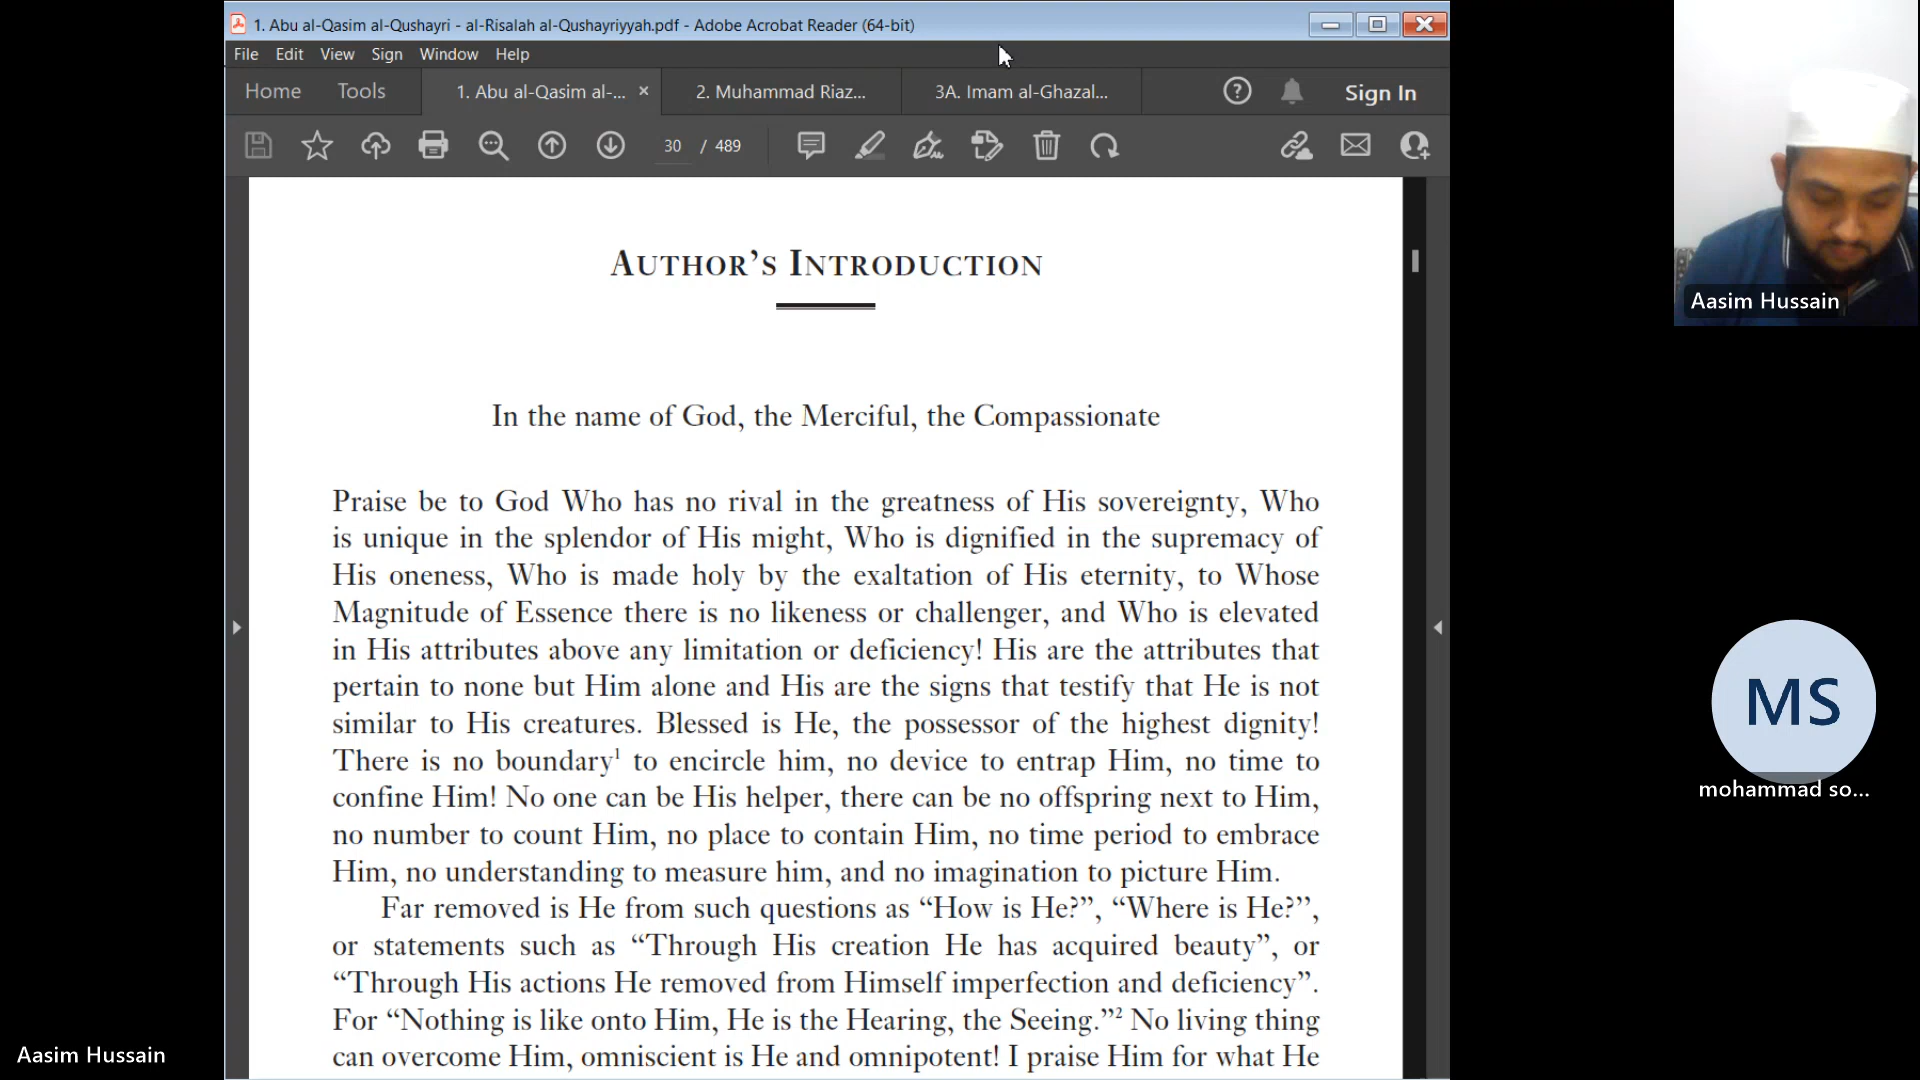 1. Abu al-Qasim al-Qushayri - al-Risalah al-Qushayriyyah.pdf - Adobe Acrobat Reader (64-bit)
File Edit View Sign Window Help
Home Tools 1. Abu al-Qasim al-... × 2. Muhammad Riaz... 3A. Imam al-Ghazal... Sign In
30 / 489
AUTHOR'S INTRODUCTION
In the name of God, the Merciful, the Compassionate
Praise be to God Who has no rival in the greatness of His sovereignty, Who
is unique in the splendor of His might, Who is dignified in the supremacy of
His oneness, Who is made holy by the exaltation of His eternity, to Whose
Magnitude of Essence there is no likeness or challenger, and Who is elevated
in His attributes above any limitation or deficiency! His are the attributes that
pertain to none but Him alone and His are the signs that testify that He is not
similar to His creatures. Blessed is He, the possessor of the highest dignity!
There is no boundary¹ to encircle him, no device to entrap Him, no time to
confine Him! No one can be His helper, there can be no offspring next to Him,
no number to count Him, no place to contain Him, no time period to embrace
Him, no understanding to measure him, and no imagination to picture Him.
Far removed is He from such questions as “How is He?”, “Where is He?”,
or statements such as “Through His creation He has acquired beauty”, or
“Through His actions He removed from Himself imperfection and deficiency”.
For “Nothing is like onto Him, He is the Hearing, the Seeing.”² No living thing
can overcome Him, omniscient is He and omnipotent! I praise Him for what He
Aasim Hussain
MS
mohammad so...
Aasim Hussain